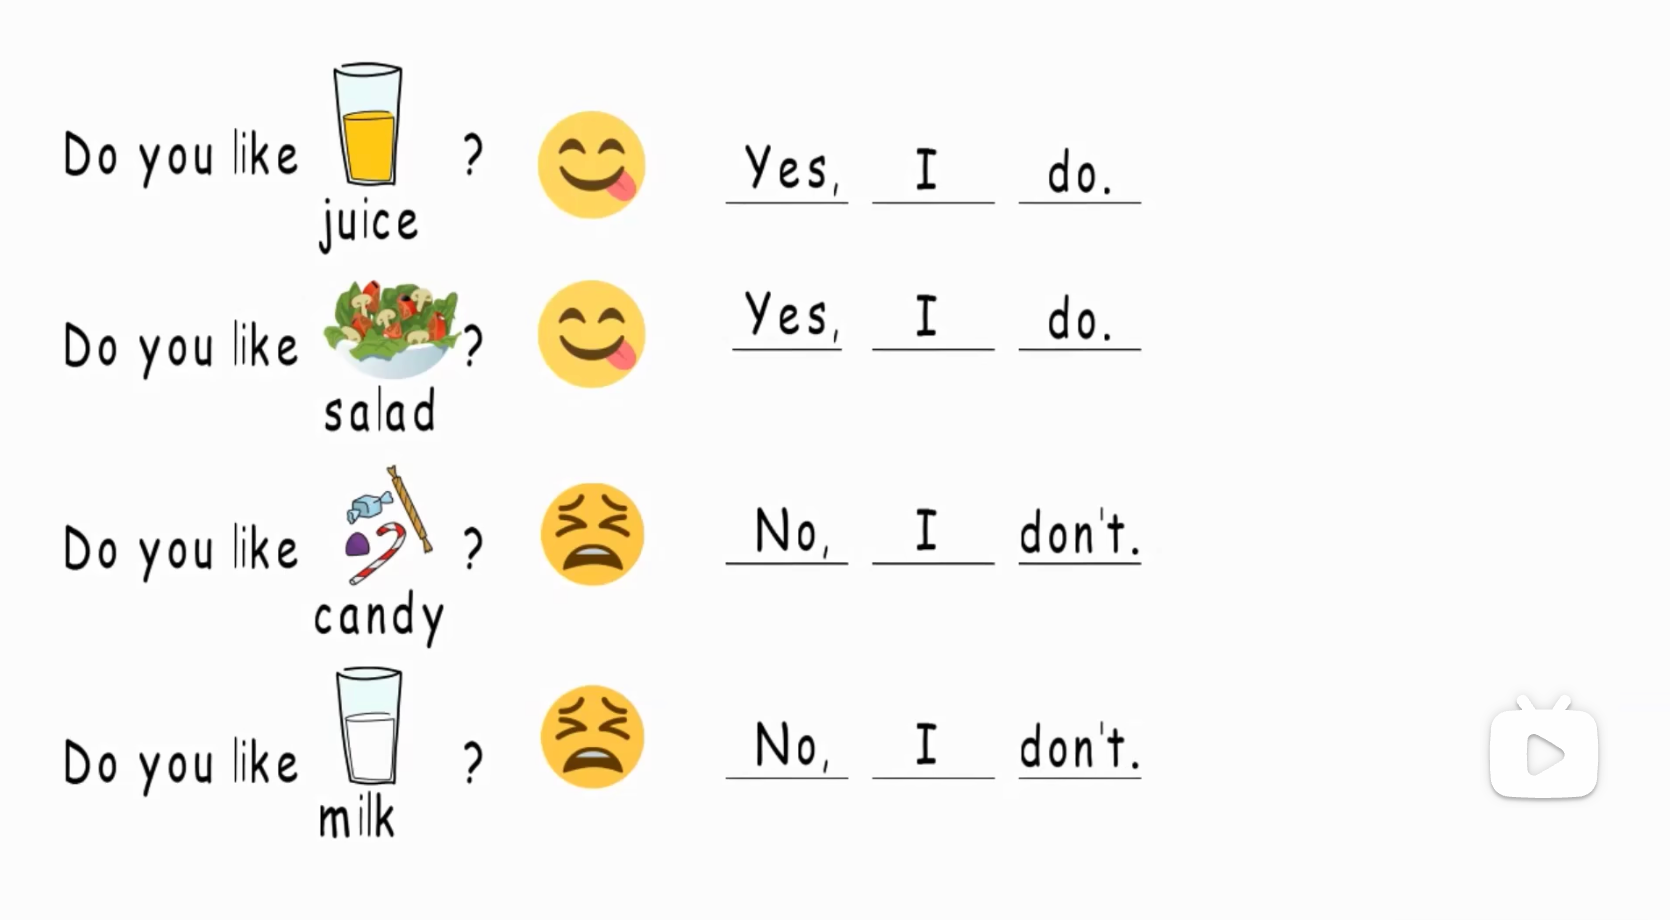 Do you like ? Yes, I do.
juice
Do you like ? Yes, I do.
salad
Do you like ? No, I don't.
candy
Do you like ? No, I don't.
milk